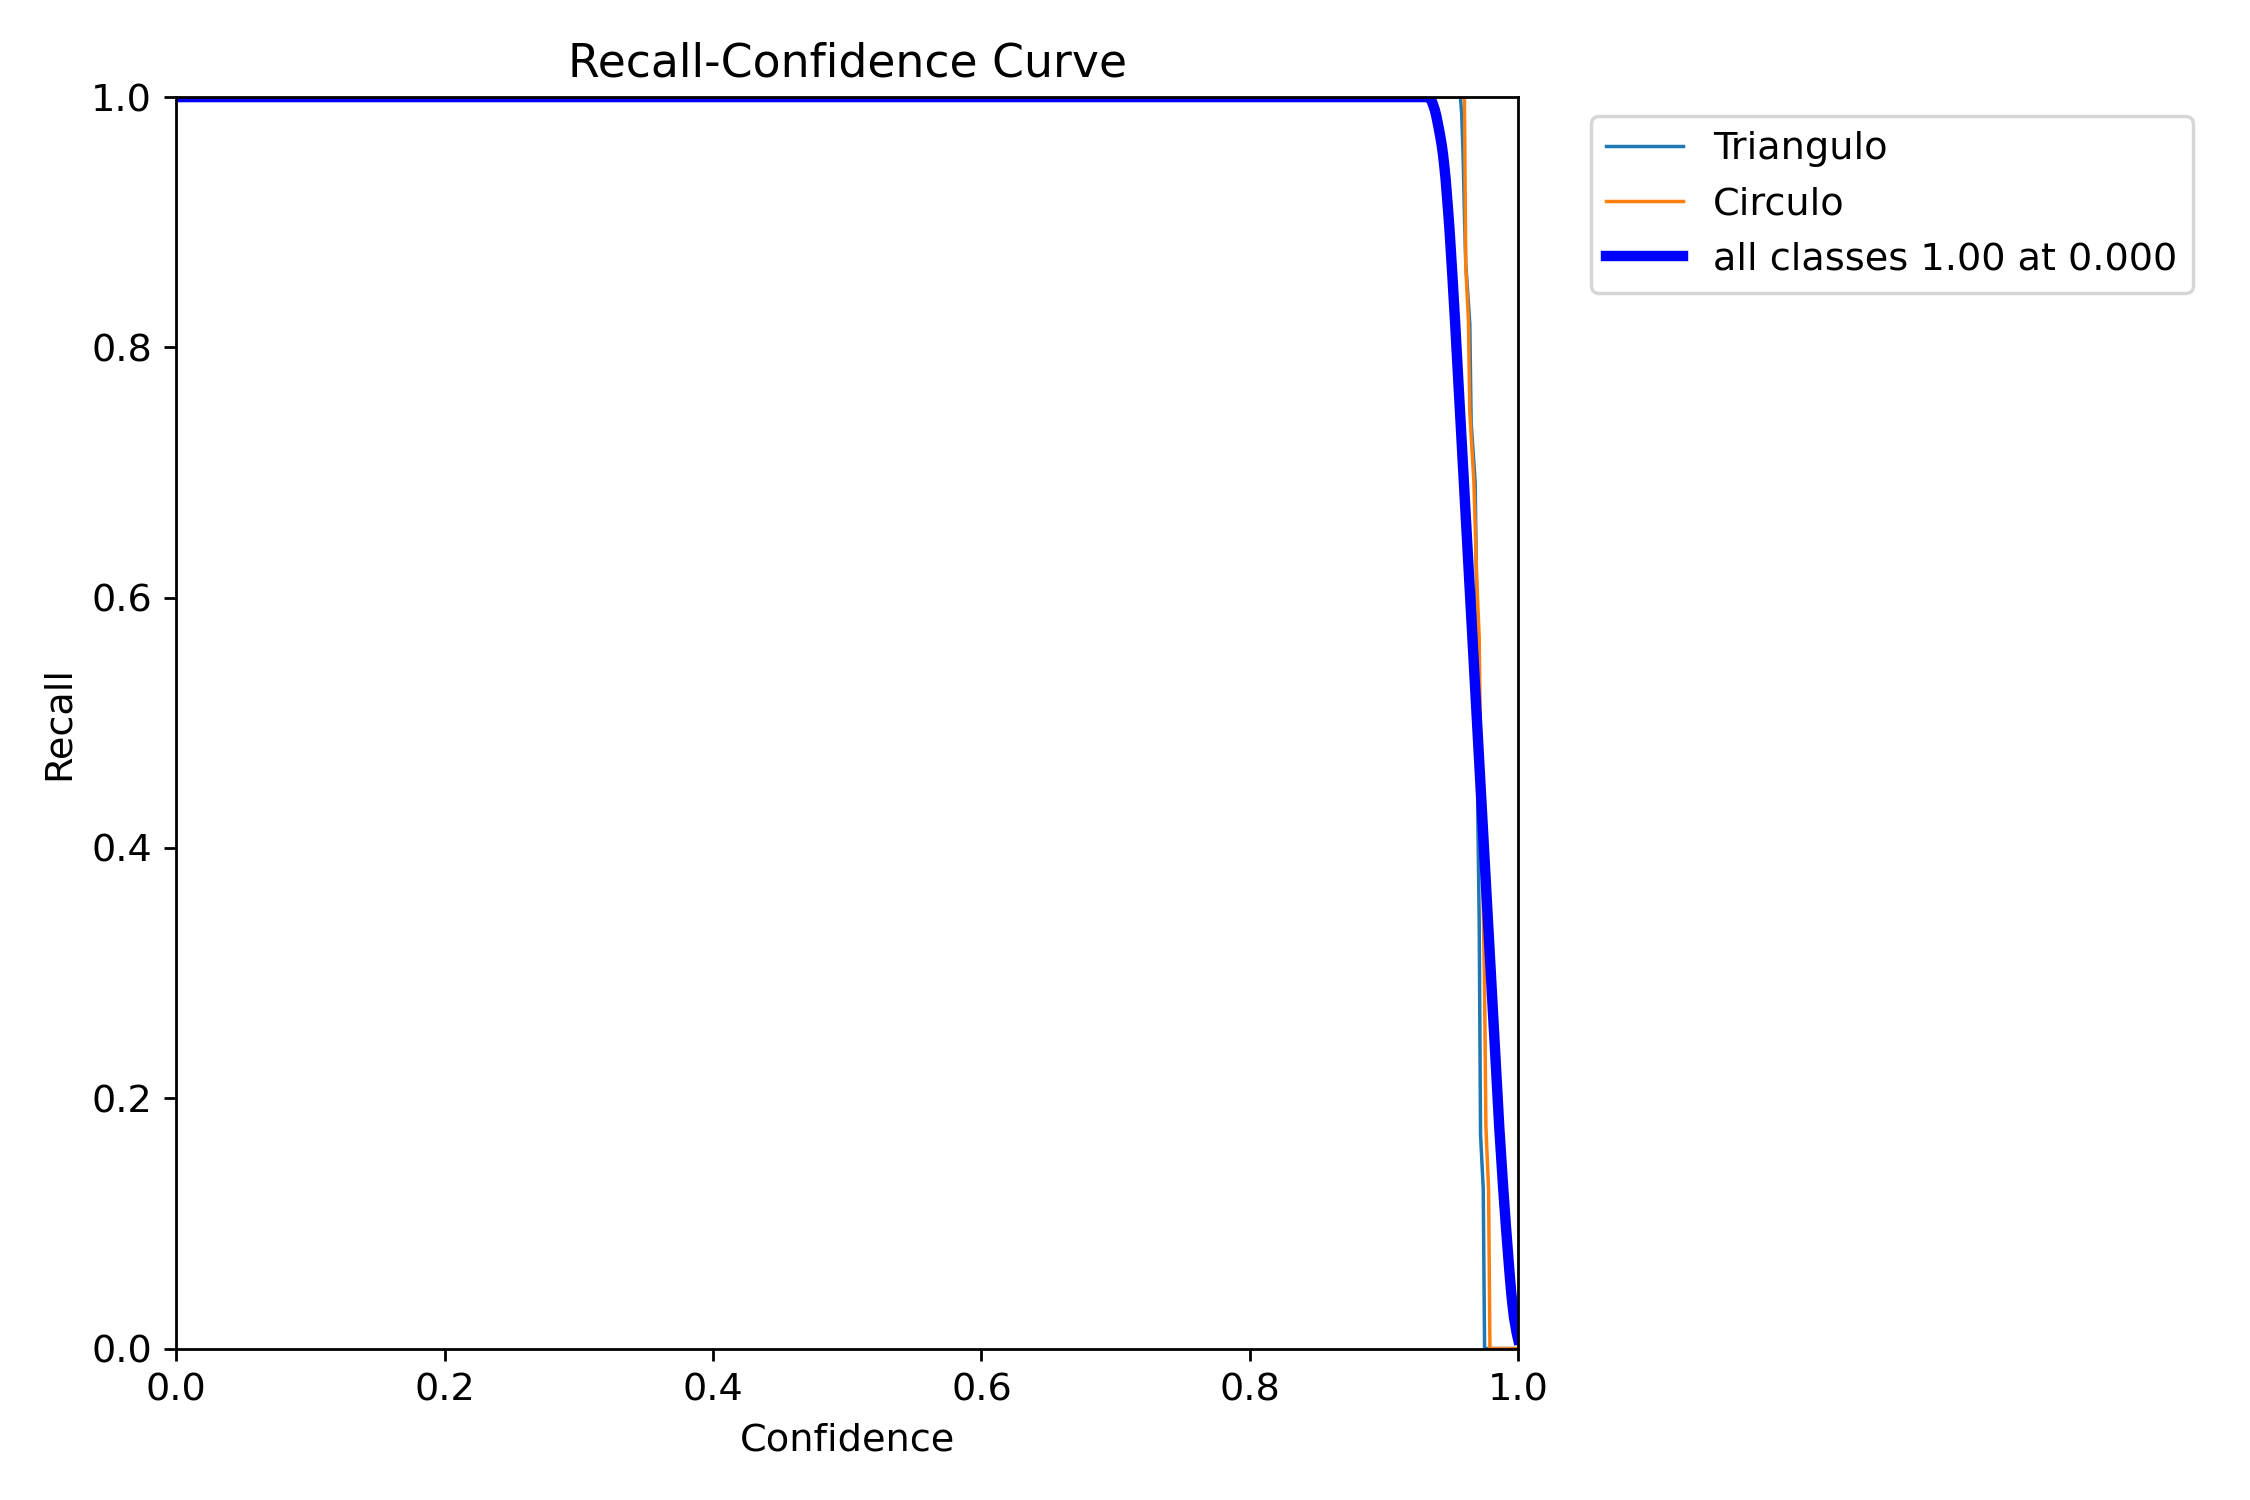 Recall-Confidence Curve
1.0
0.8
0.6
0.4
0.2
0.0
Recall
0.0 0.2 0.4 0.6 0.8 1.0
Confidence
Triangulo
Circulo
all classes 1.00 at 0.000